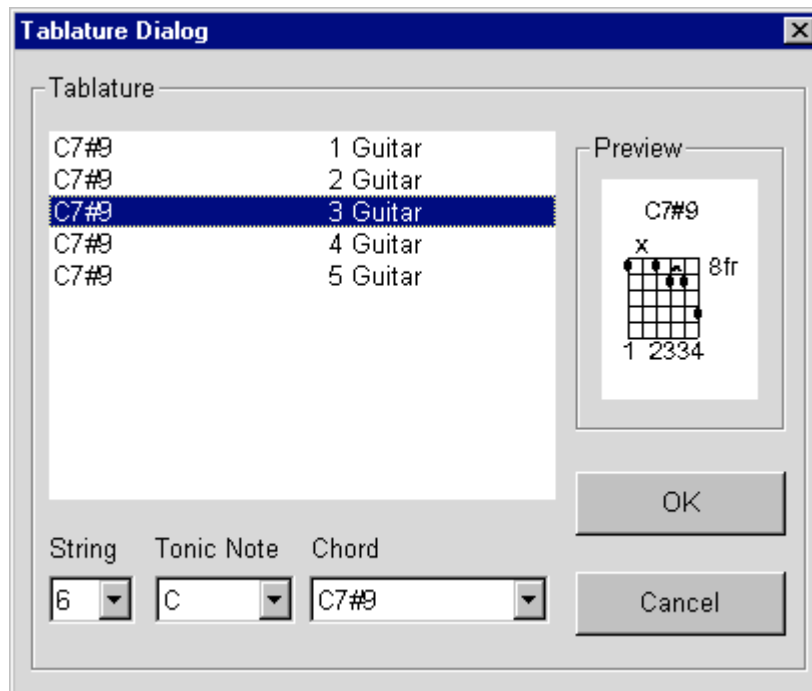 Tablature Dialog
Tablature
C7#9 1 Guitar
C7#9 2 Guitar
C7#9 3 Guitar
C7#9 4 Guitar
C7#9 5 Guitar
Preview
C7#9
x
8fr
1 2334
OK
String Tonic Note Chord
6 C C7#9
Cancel